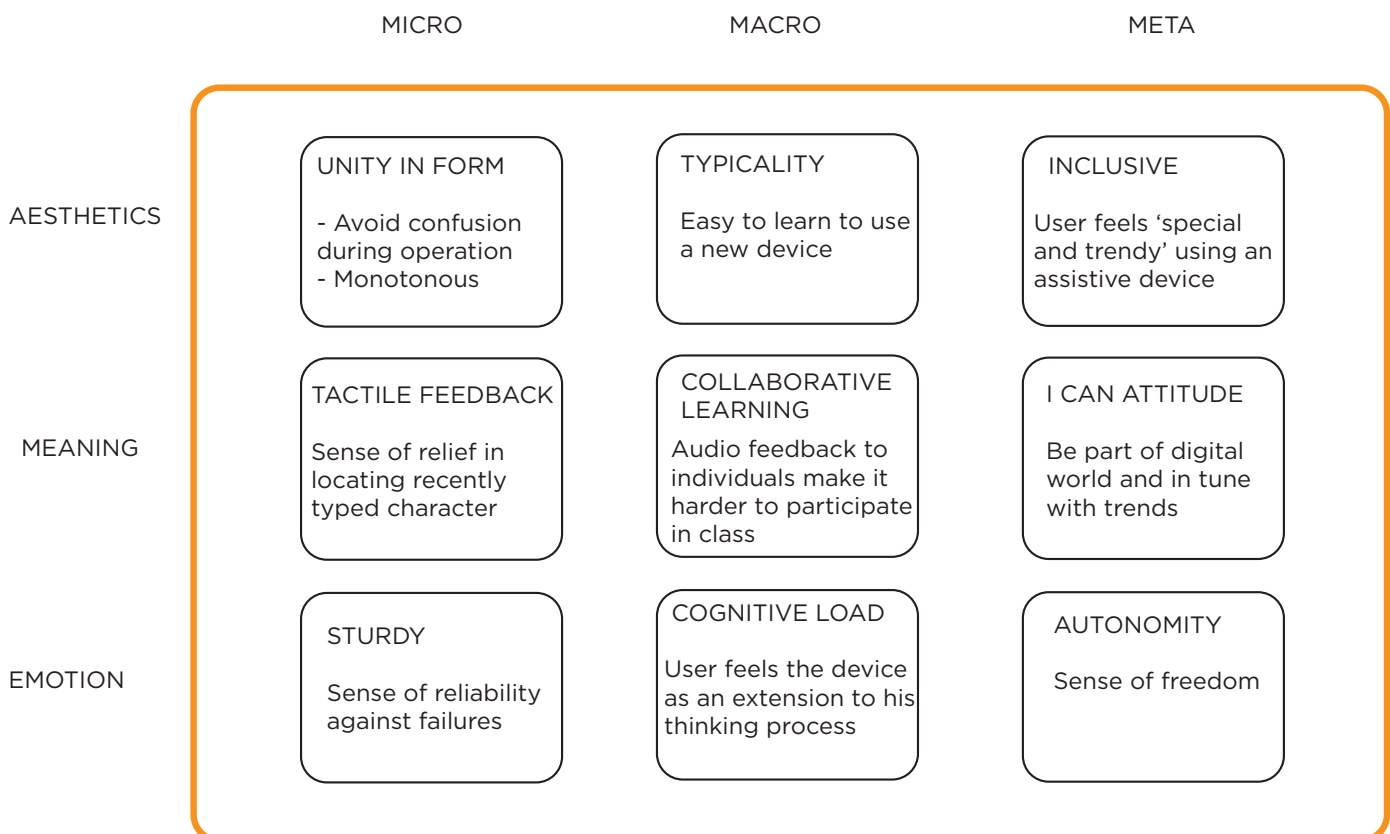 MICRO
MACRO
META
AESTHETICS
UNITY IN FORM
- Avoid confusion
during operation
- Monotonous
TYPICALITY
Easy to learn to use
a new device
INCLUSIVE
User feels ‘special
and trendy’ using an
assistive device
MEANING
TACTILE FEEDBACK
Sense of relief in
locating recently
typed character
COLLABORATIVE
LEARNING
Audio feedback to
individuals make it
harder to participate
in class
I CAN ATTITUDE
Be part of digital
world and in tune
with trends
EMOTION
STURDY
Sense of reliability
against failures
COGNITIVE LOAD
User feels the device
as an extension to his
thinking process
AUTONOMITY
Sense of freedom